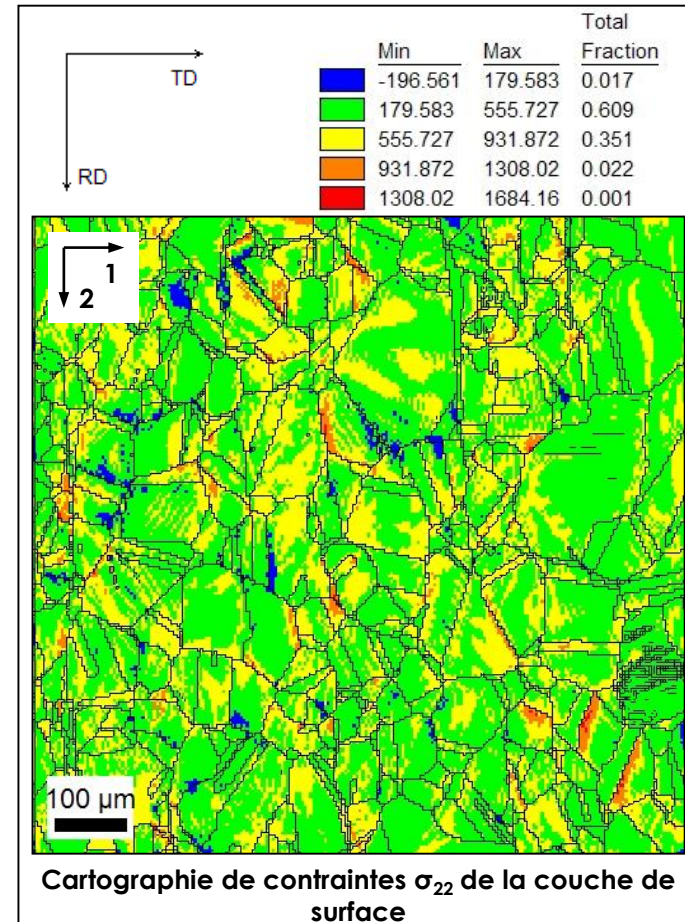 TD
RD
Total
Min Max Fraction
-196.561 179.583 0.017
179.583 555.727 0.609
555.727 931.872 0.351
931.872 1308.02 0.022
1308.02 1684.16 0.001
1
2
100 µm
Cartographie de contraintes σ₂₂ de la couche de
surface